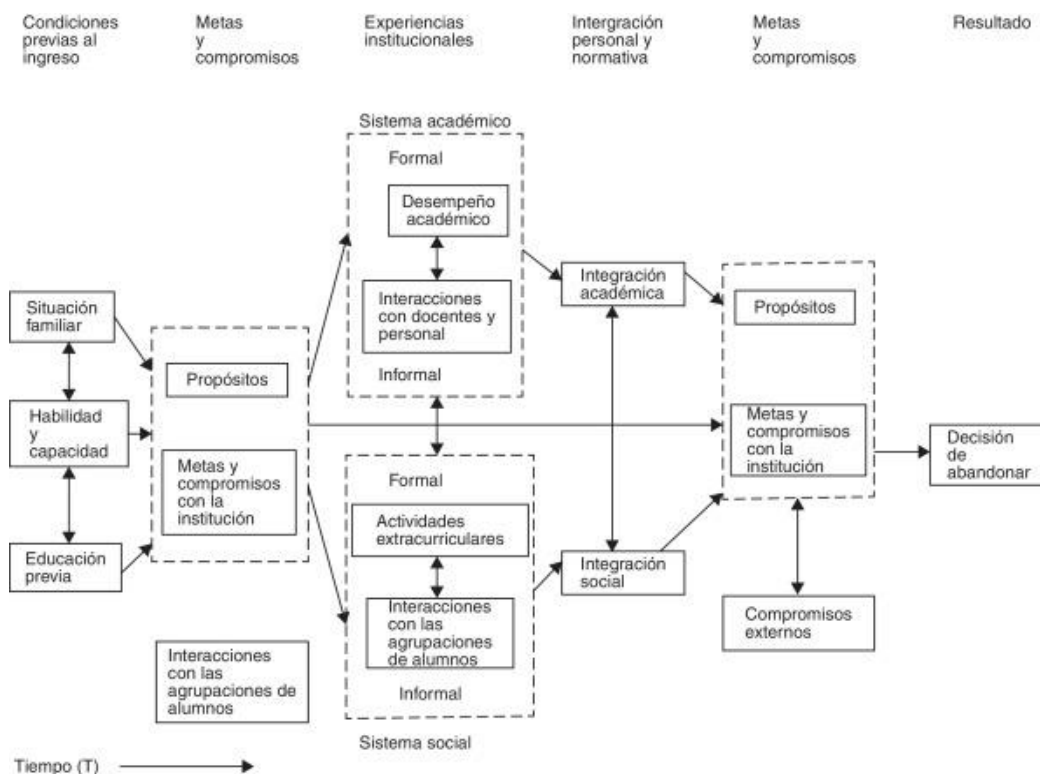 Condiciones
previas al
ingreso
Metas
y
compromisos
Experiencias
institucionales
Intergración
personal y
normativa
Metas
y
compromisos
Resultado
Sistema académico
Formal
Desempeño
académico
Interacciones
con docentes y
personal
Informal
Situación
familiar
Habilidad
y
capacidad
Educación
previa
Propósitos
Metas y
compromisos
con la
institución
Interacciones
con las
agrupaciones de
alumnos
Formal
Actividades
extracurriculares
Interacciones
con las
agrupaciones
de alumnos
Informal
Sistema social
Integración
académica
Integración
social
Propósitos
Metas y
compromisos
con la
institución
Compromisos
externos
Decisión
de
abandonar
Tiempo (T)